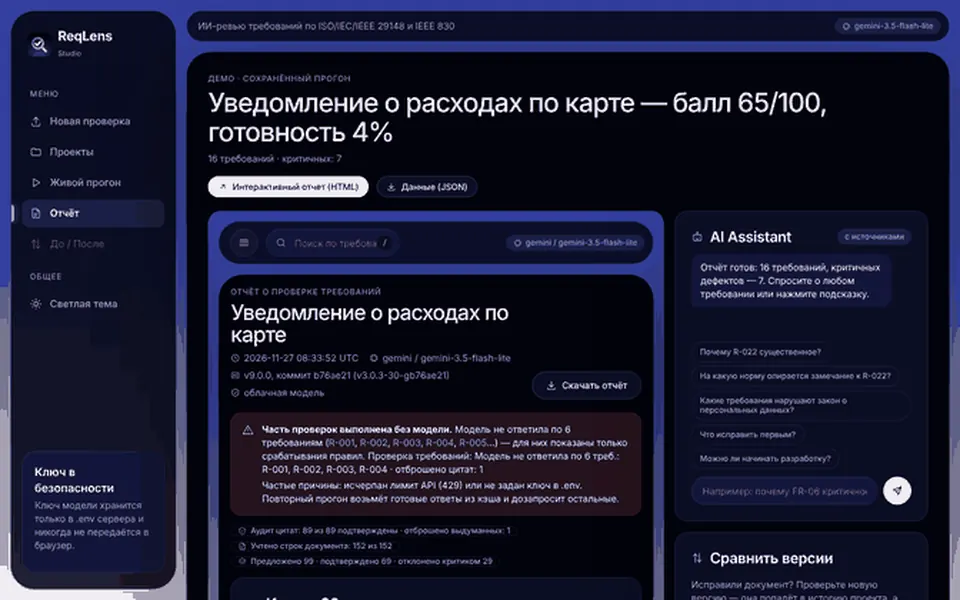 ReqLens
Studio
МЕНЮ
Новая проверка
Проекты
Живой прогон
Отчёт
До / После
ОБЩЕЕ
Светлая тема
Ключ в
безопасности
Ключ модели хранится
только в .env сервера и
никогда не передаётся в
браузер.
ИИ-ревью требований по ISO/IEC/IEEE 29148 и IEEE 830
gemini-3.5-flash-lite
ДЕМО · СОХРАНЁННЫЙ ПРОГОН
Уведомление о расходах по карте — балл 65/100,
готовность 4%
16 требований · критичных: 7
Интерактивный отчёт (HTML)
Данные (JSON)
Поиск по требова /
gemini / gemini-3.5-flash-lite
ОТЧЁТ О ПРОВЕРКЕ ТРЕБОВАНИЙ
Уведомление о расходах по
карте
2026-11-27 08:33:52 UTC gemini / gemini-3.5-flash-lite
v9.0.0, коммит b76ae21 (v3.0.3-30-gb76ae21)
облачная модель
Скачать отчёт
Часть проверок выполнена без модели. Модель не ответила по 6
требованиям (R-001, R-002, R-003, R-004, R-005...) — для них показаны только
срабатывания правил. Проверка требований: Модель не ответила по 6 треб.:
R-001, R-002, R-003, R-004 · отброшено цитат: 1
Частые причины: исчерпан лимит API (429) или не задан ключ в .env.
Повторный прогон возьмёт готовые ответы из кэша и дозапросит остальные.
Аудит цитат: 89 из 89 подтверждены · отброшено выдуманных: 1
Учтено строк документа: 152 из 152
Предложено 99 · подтверждено 69 · отклонено критиком 29
AI Assistant
с источниками
Отчёт готов: 16 требований, критичных
дефектов — 7. Спросите о любом
требовании или нажмите подсказку.
Почему R-022 существенное?
На какую норму опирается замечание к R-022?
Какие требования нарушают закон о
персональных данных?
Что исправить первым?
Можно ли начинать разработку?
Например: почему FR-06 критично
Сравнить версии
Исправили документ? Проверьте новую
версию — она попадёт в историю проекта, а